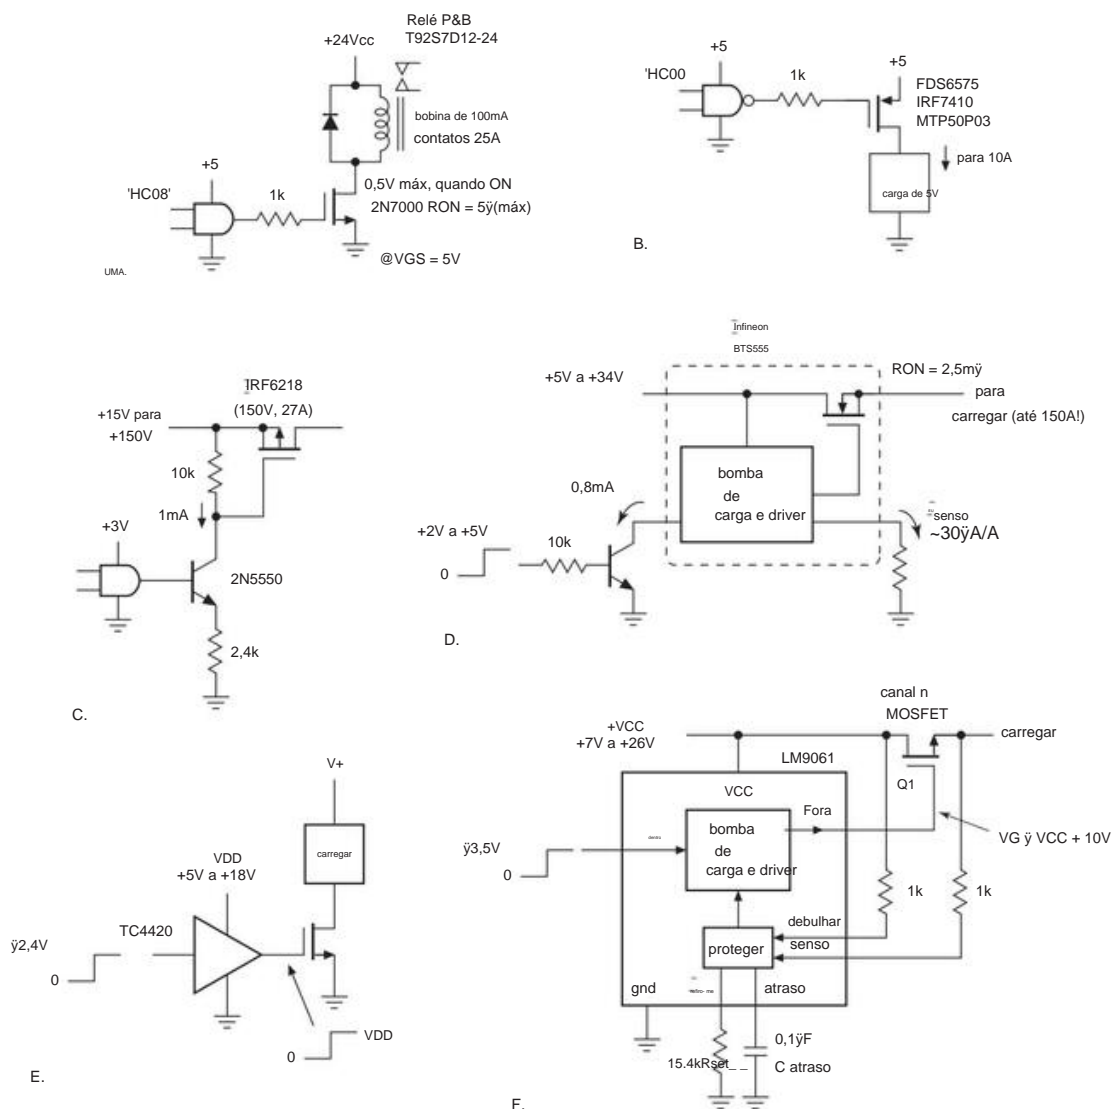 Relé P&B
T92S7D12-24
+24Vcc
bobina de 100mA
contatos 25A
+5
'HC08'
1k
0,5V máx, quando ON
2N7000 RON = 5ÿ(máx)
@VGS = 5V
UMA.
+5
'HC00
1k
+5
FDS6575
IRF7410
MTP50P03
para 10A
carga de 5V
B.
IRF6218
(150V, 27A)
+15V para
+150V
10k
1mA
+3V
2N5550
2,4k
C.
Infineon
BTS555
+5V a +34V
RON = 2,5mÿ
para
carregar (até 150A!)
bomba
de
carga e driver
0,8mA
+2V a +5V
0
10k
senso
~30ÿA/A
D.
V+
carregar
VDD
+5V a +18V
TC4420
ÿ2,4V
0
VDD
0
E.
canal n
MOSFET
+VCC
+7V a +26V
carregar
LM9061
Q1
VCC
Fora
bomba
de
carga e driver
VG ÿ VCC + 10V
ÿ3,5V
0
1k
1k
debulhar
senso
proteger
gnd
atraso
0,1ÿF
15.4kRset_ _
C atraso
F.